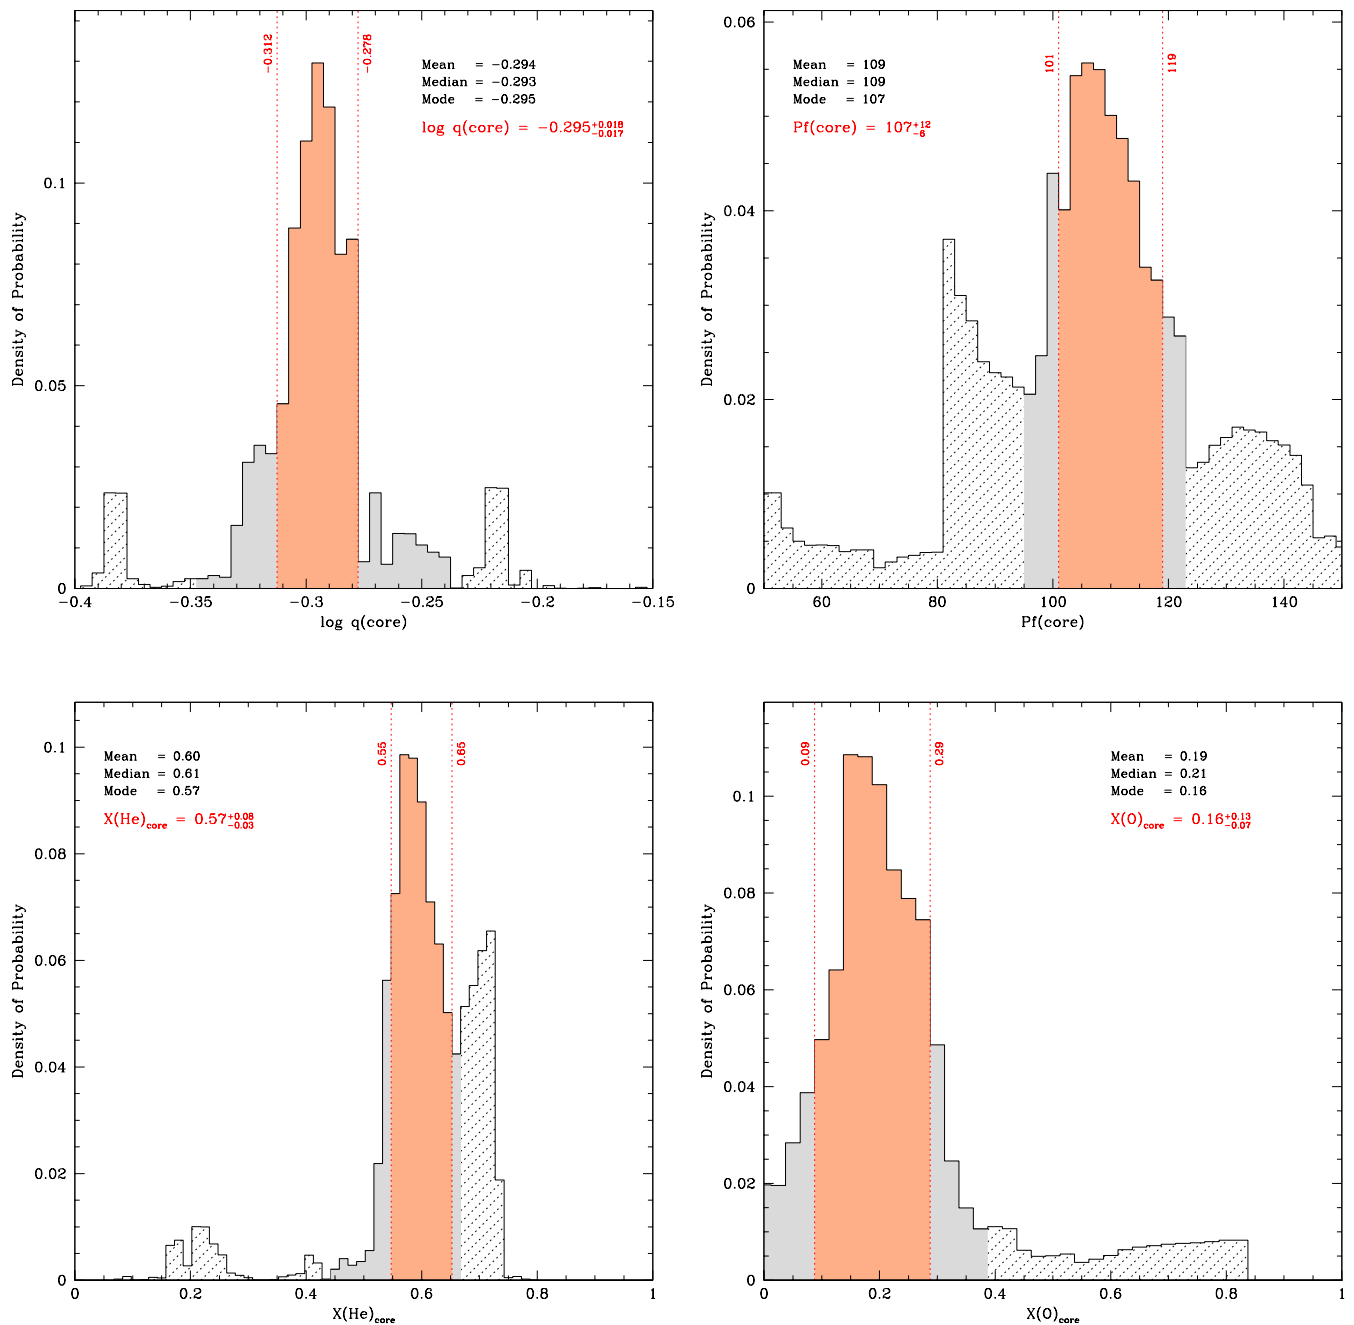 −0.312
−0.278
Mean = −0.294
Median = −0.293
Mode = −0.295
log q(core) = −0.295+0.018 −0.017
0.1
0.05
0
Density of Probability
−0.4 −0.35 −0.3 −0.25 −0.2 −0.15
log q(core)
101
119
Mean = 109
Median = 109
Mode = 107
Pf(core) = 107+12 −6
0.06
0.04
0.02
0
Density of Probability
60 80 100 120 140
Pf(core)
0.55
0.65
Mean = 0.60
Median = 0.61
Mode = 0.57
X(He)core = 0.57+0.08 −0.03
0.1
0.08
0.06
0.04
0.02
0
Density of Probability
0 0.2 0.4 0.6 0.8 1
X(He)core
0.09
0.29
Mean = 0.19
Median = 0.21
Mode = 0.16
X(O)core = 0.16+0.13 −0.07
0.1
0.08
0.06
0.04
0.02
0
Density of Probability
0 0.2 0.4 0.6 0.8 1
X(O)core